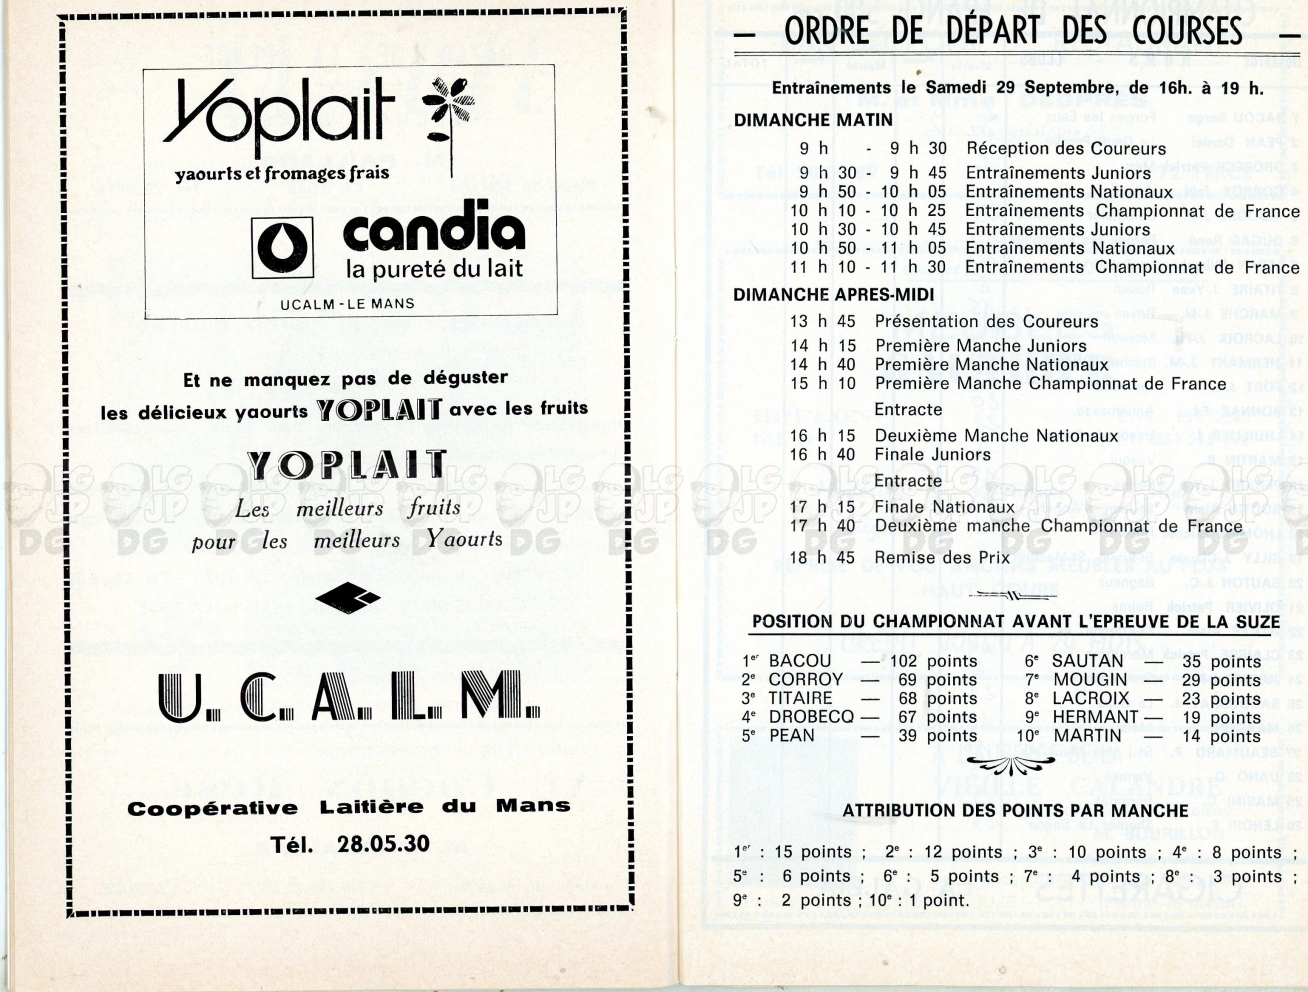 Yoplait
yaourts et fromages frais
candia
la pureté du lait
UCALM - LE MANS
Et ne manquez pas de déguster
les délicieux yaourts YOPLAIT avec les fruits
YOPLAIT
Les meilleurs fruits
pour les meilleurs Yaourts
U.C.A.L.M.
Coopérative Laitière du Mans
Tél. 28.05.30
— ORDRE DE DÉPART DES COURSES —
Entraînements le Samedi 29 Septembre, de 16h. à 19 h.
DIMANCHE MATIN
9 h - 9 h 30 Réception des Coureurs
9 h 30 - 9 h 45 Entraînements Juniors
9 h 50 - 10 h 05 Entraînements Nationaux
10 h 10 - 10 h 25 Entraînements Championnat de France
10 h 30 - 10 h 45 Entraînements Juniors
10 h 50 - 11 h 05 Entraînements Nationaux
11 h 10 - 11 h 30 Entraînements Championnat de France
DIMANCHE APRES-MIDI
13 h 45 Présentation des Coureurs
14 h 15 Première Manche Juniors
14 h 40 Première Manche Nationaux
15 h 10 Première Manche Championnat de France
Entracte
16 h 15 Deuxième Manche Nationaux
16 h 40 Finale Juniors
Entracte
17 h 15 Finale Nationaux
17 h 40 Deuxième manche Championnat de France
18 h 45 Remise des Prix
POSITION DU CHAMPIONNAT AVANT L'EPREUVE DE LA SUZE
1er BACOU — 102 points 6e SAUTAN — 35 points
2e CORROY — 69 points 7e MOUGIN — 29 points
3e TITAIRE — 68 points 8e LACROIX — 23 points
4e DROBECQ — 67 points 9e HERMANT — 19 points
5e PEAN — 39 points 10e MARTIN — 14 points
ATTRIBUTION DES POINTS PAR MANCHE
1er : 15 points ; 2e : 12 points ; 3e : 10 points ; 4e : 8 points ;
5e : 6 points ; 6e : 5 points ; 7e : 4 points ; 8e : 3 points ;
9e : 2 points ; 10e : 1 point.